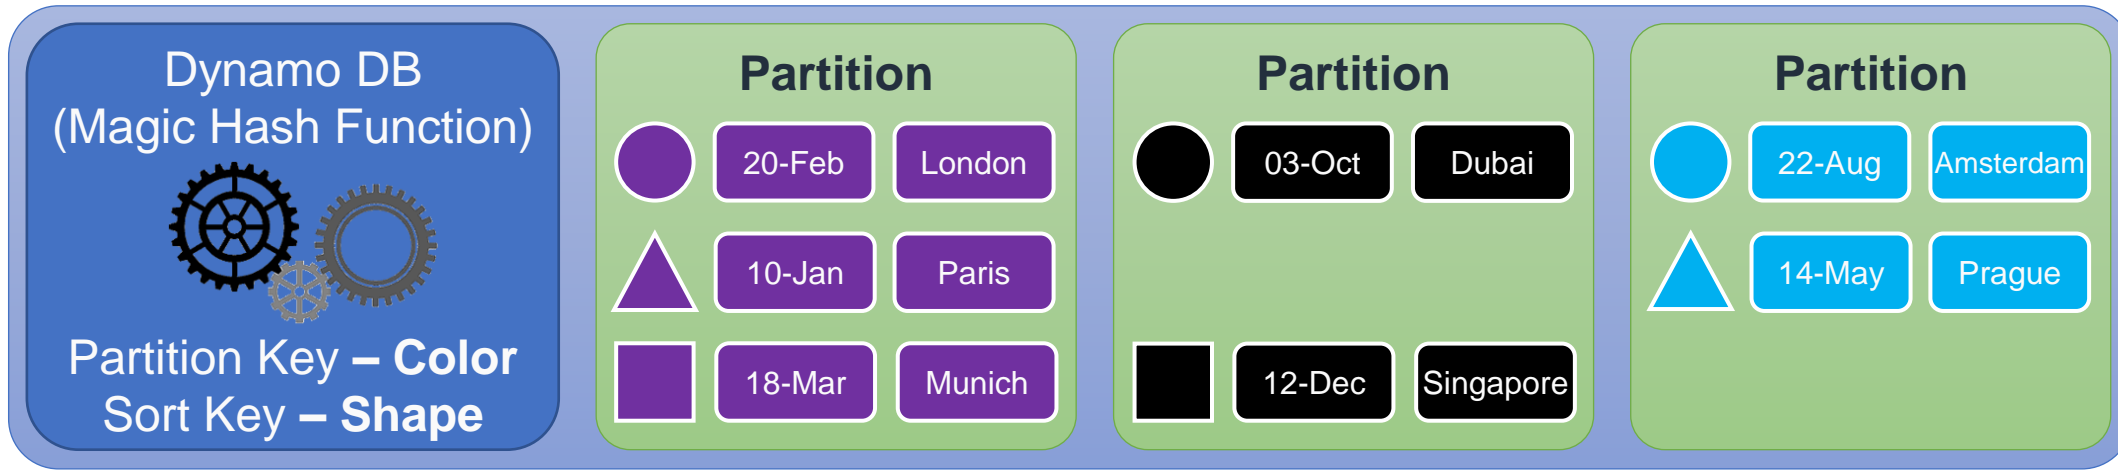 Dynamo DB
(Magic Hash Function)
Partition Key – Color
Sort Key – Shape
Partition
20-Feb London
10-Jan Paris
18-Mar Munich
Partition
03-Oct Dubai
12-Dec Singapore
Partition
22-Aug Amsterdam
14-May Prague